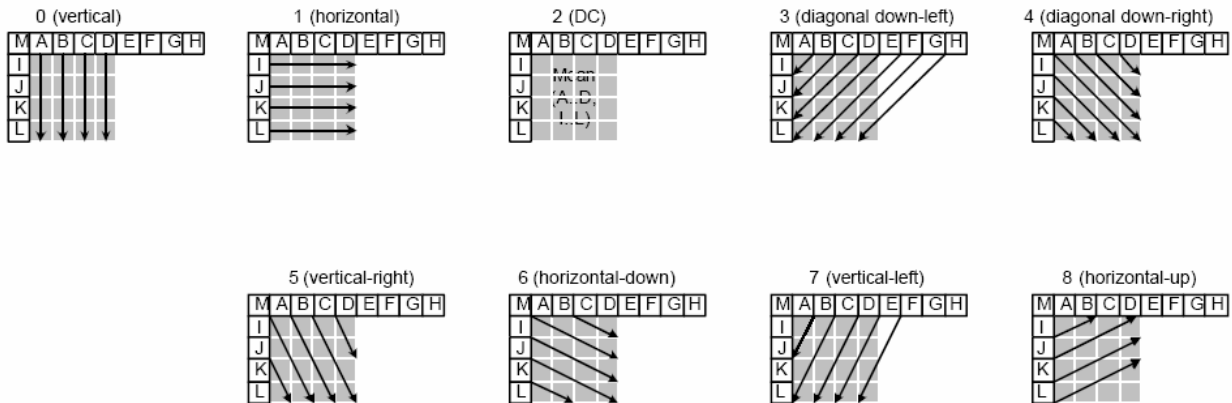 0 (vertical)
M A B C D E F G H
I
J
K
L
1 (horizontal)
M A B C D E F G H
I
J
K
L
2 (DC)
M A B C D E F G H
I
J
K
L
Mean
(A..D,
I..L)
3 (diagonal down-left)
M A B C D E F G H
I
J
K
L
4 (diagonal down-right)
M A B C D E F G H
I
J
K
L
5 (vertical-right)
M A B C D E F G H
I
J
K
L
6 (horizontal-down)
M A B C D E F G H
I
J
K
L
7 (vertical-left)
M A B C D E F G H
I
J
K
L
8 (horizontal-up)
M A B C D E F G H
I
J
K
L